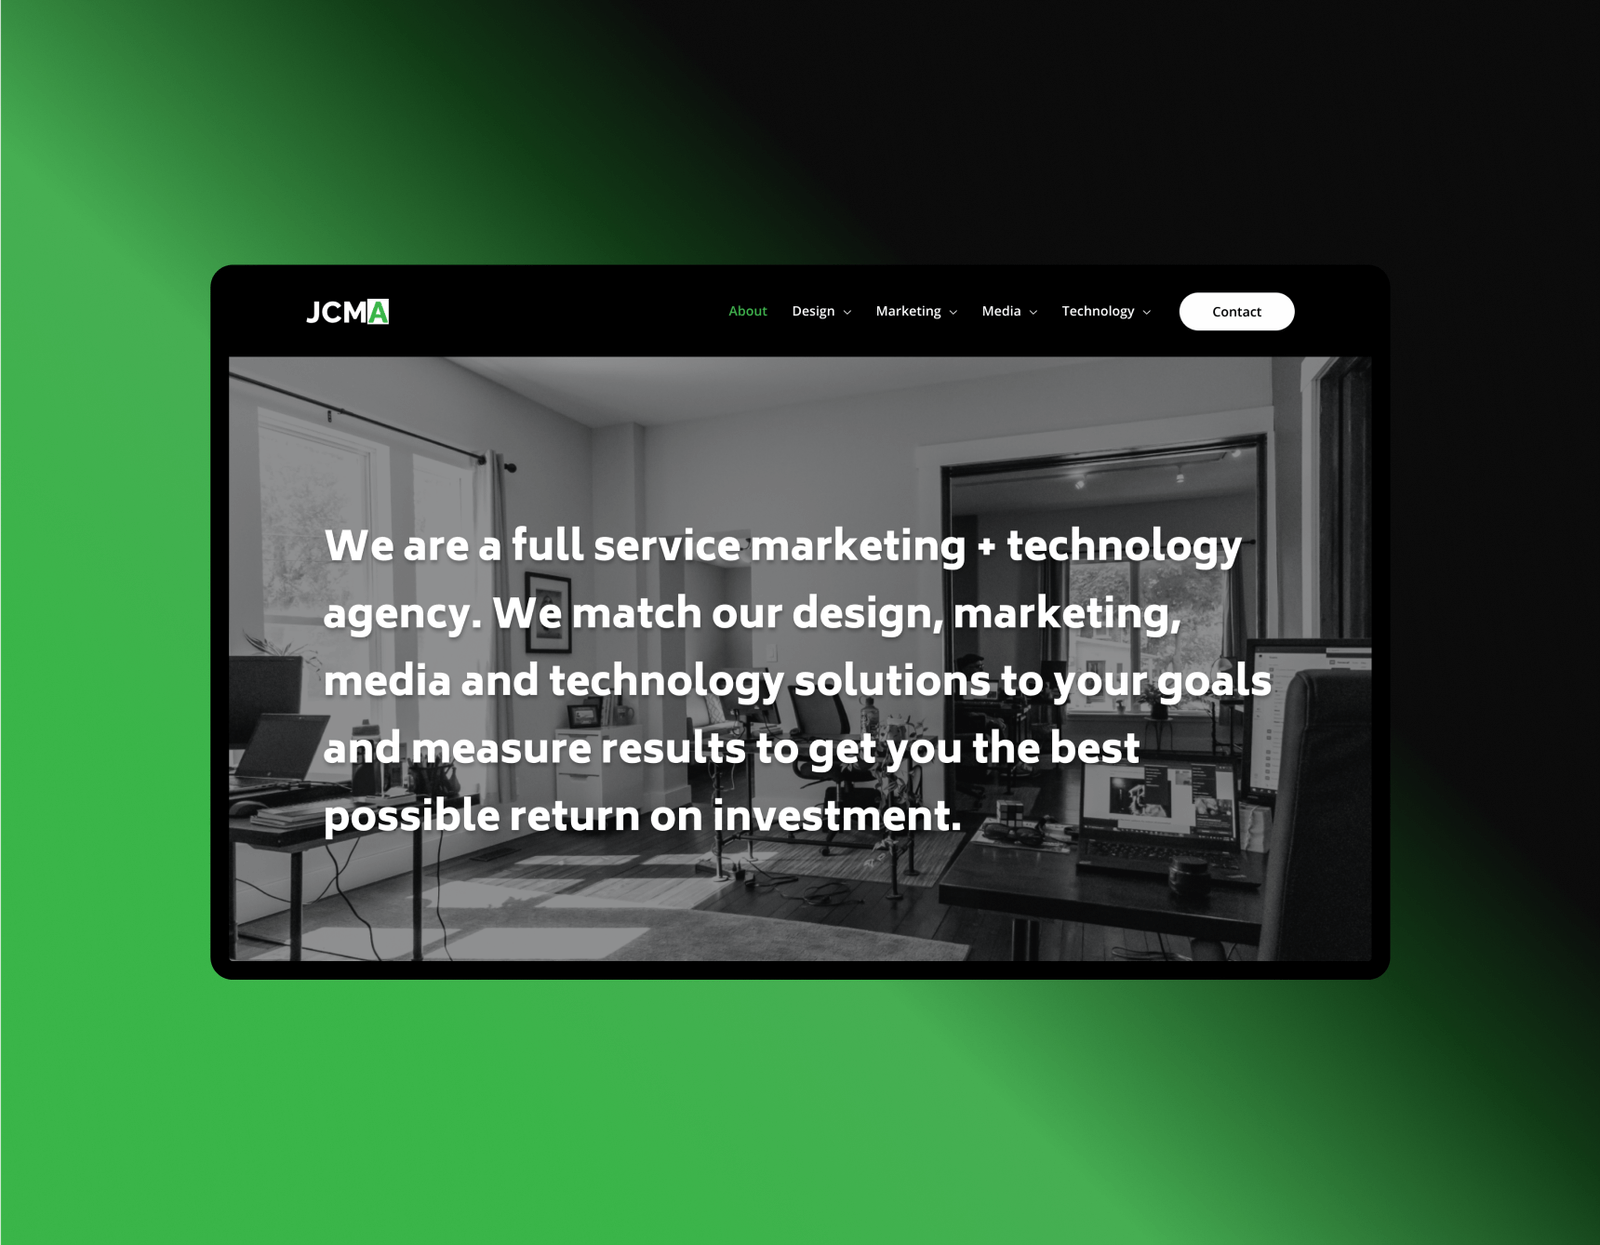 JCMA
About Design Marketing Media Technology Contact
We are a full service marketing + technology
agency. We match our design, marketing,
media and technology solutions to your goals
and measure results to get you the best
possible return on investment.